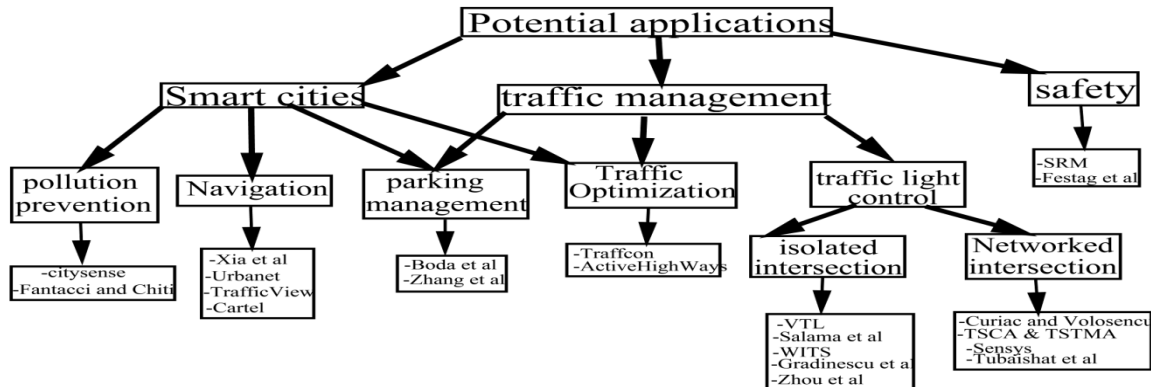 Potential applications
Smart cities
traffic management
safety
pollution
prevention
Navigation
parking
management
Traffic
Optimization
traffic light
control
-SRM
-Festag et al
-citysense
-Fantacci and Chiti
-Xia et al
-Urbanet
-TrafficView
-Cartel
-Boda et al
-Zhang et al
-Traffcon
-ActiveHighWays
isolated
intersection
Networked
intersection
-VTL
-Salama et al
-WITS
-Gradinescu et al
-Zhou et al
-Curiac and Volosencu
-TSCA & TSTMA
-Sensys
-Tubaishat et al